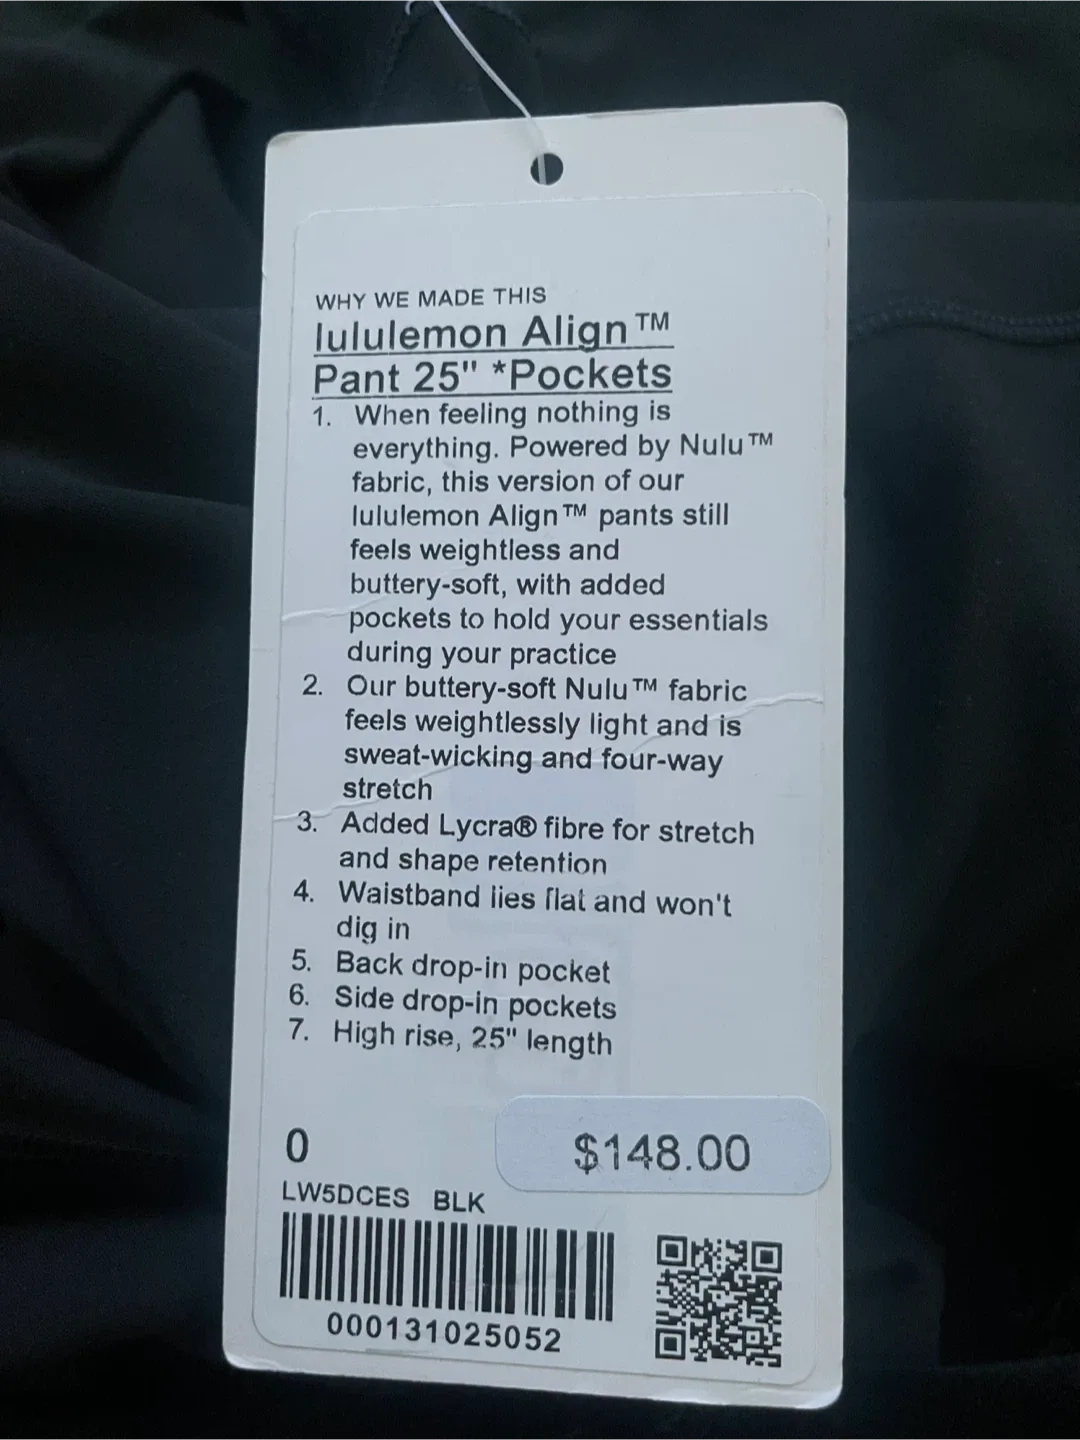 WHY WE MADE THIS
lululemon Align™
Pant 25" *Pockets
1. When feeling nothing is
everything. Powered by Nulu™
fabric, this version of our
lululemon Align™ pants still
feels weightless and
buttery-soft, with added
pockets to hold your essentials
during your practice
2. Our buttery-soft Nulu™ fabric
feels weightlessly light and is
sweat-wicking and four-way
stretch
3. Added Lycra® fibre for stretch
and shape retention
4. Waistband lies flat and won't
dig in
5. Back drop-in pocket
6. Side drop-in pockets
7. High rise, 25" length
0
$148.00
LW5DCES BLK
000131025052